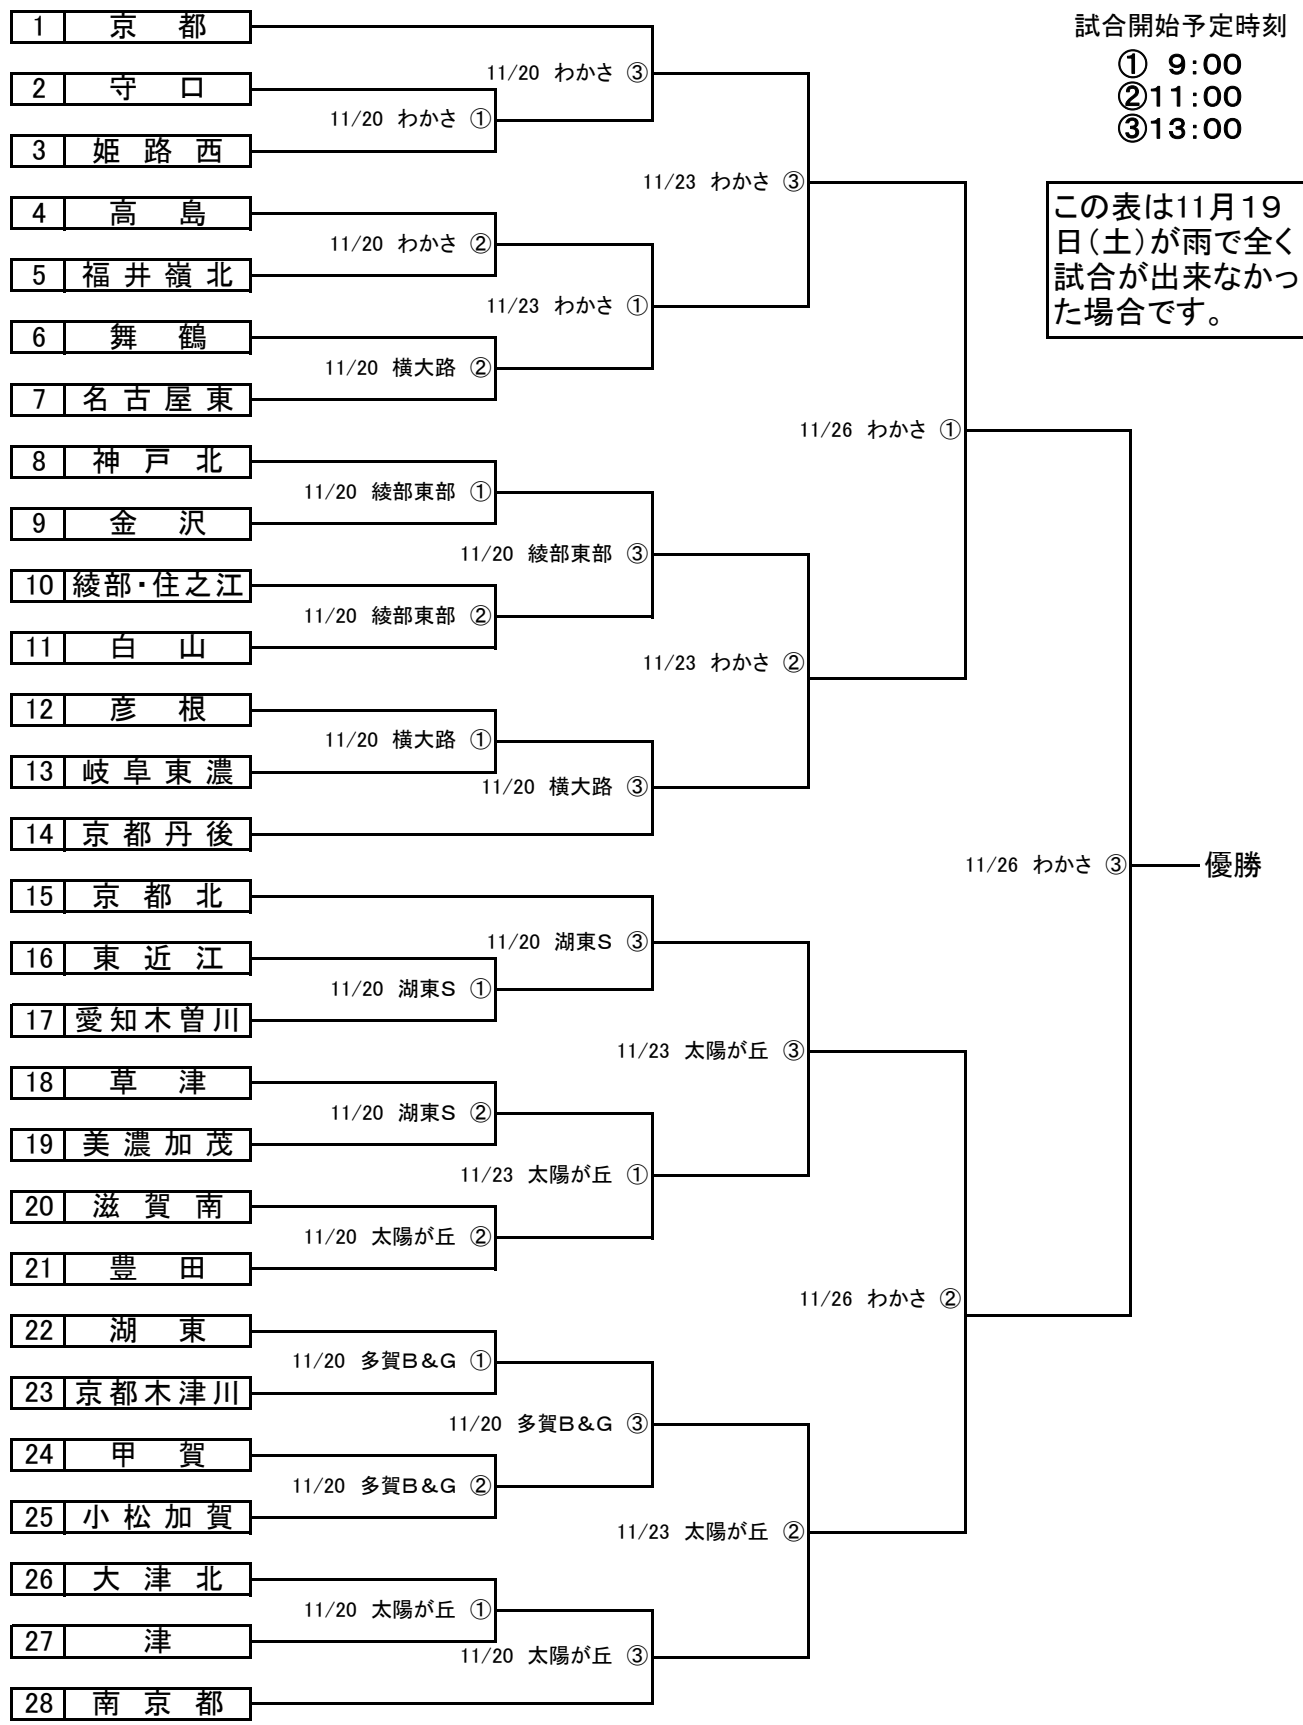 1 京都
2 守口
3 姫路西
4 高島
5 福井嶺北
6 舞鶴
7 名古屋東
8 神戸北
9 金沢
10 綾部・住之江
11 白山
12 彦根
13 岐阜東濃
14 京都丹後
15 京都北
16 東近江
17 愛知木曽川
18 草津
19 美濃加茂
20 滋賀南
21 豊田
22 湖東
23 京都木津川
24 甲賀
25 小松加賀
26 大津北
27 津
28 南京都
11/20 わかさ ①
11/20 わかさ ②
11/20 横大路 ②
11/20 綾部東部 ①
11/20 綾部東部 ②
11/20 横大路 ①
11/20 湖東S ①
11/20 湖東S ②
11/20 太陽が丘 ②
11/20 多賀B&G ①
11/20 多賀B&G ②
11/20 太陽が丘 ①
11/20 わかさ ③
11/23 わかさ ①
11/20 綾部東部 ③
11/20 横大路 ③
11/20 湖東S ③
11/23 太陽が丘 ①
11/20 多賀B&G ③
11/20 太陽が丘 ③
11/23 わかさ ③
11/23 わかさ ②
11/23 太陽が丘 ③
11/23 太陽が丘 ②
11/26 わかさ ①
11/26 わかさ ②
11/26 わかさ ③
優勝
試合開始予定時刻
① 9:00
②11:00
③13:00
この表は11月19
日(土)が雨で全く
試合が出来なかっ
た場合です。